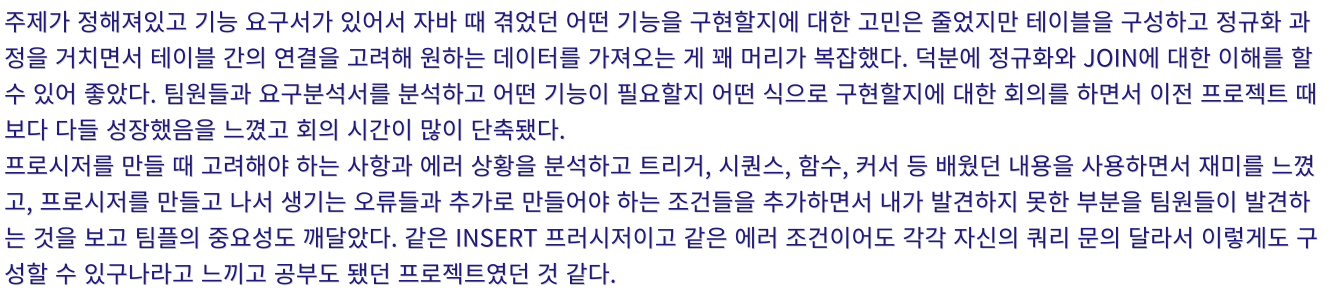 주제가 정해져있고 기능 요구서가 있어서 자바 때 겪었던 어떤 기능을 구현할지에 대한 고민은 줄었지만 테이블을 구성하고 정규화 과
정을 거치면서 테이블 간의 연결을 고려해 원하는 데이터를 가져오는 게 꽤 머리가 복잡했다. 덕분에 정규화와 JOIN에 대한 이해를 할
수 있어 좋았다. 팀원들과 요구분석서를 분석하고 어떤 기능이 필요할지 어떤 식으로 구현할지에 대한 회의를 하면서 이전 프로젝트 때
보다 다들 성장했음을 느꼈고 회의 시간이 많이 단축됐다.
프로시저를 만들 때 고려해야 하는 사항과 에러 상황을 분석하고 트리거, 시퀀스, 함수, 커서 등 배웠던 내용을 사용하면서 재미를 느꼈
고, 프로시저를 만들고 나서 생기는 오류들과 추가로 만들어야 하는 조건들을 추가하면서 내가 발견하지 못한 부분을 팀원들이 발견하
는 것을 보고 팀플의 중요성도 깨달았다. 같은 INSERT 프러시저이고 같은 에러 조건이어도 각각 자신의 쿼리 문의 달라서 이렇게도 구
성할 수 있구나라고 느끼고 공부도 됐던 프로젝트였던 것 같다.